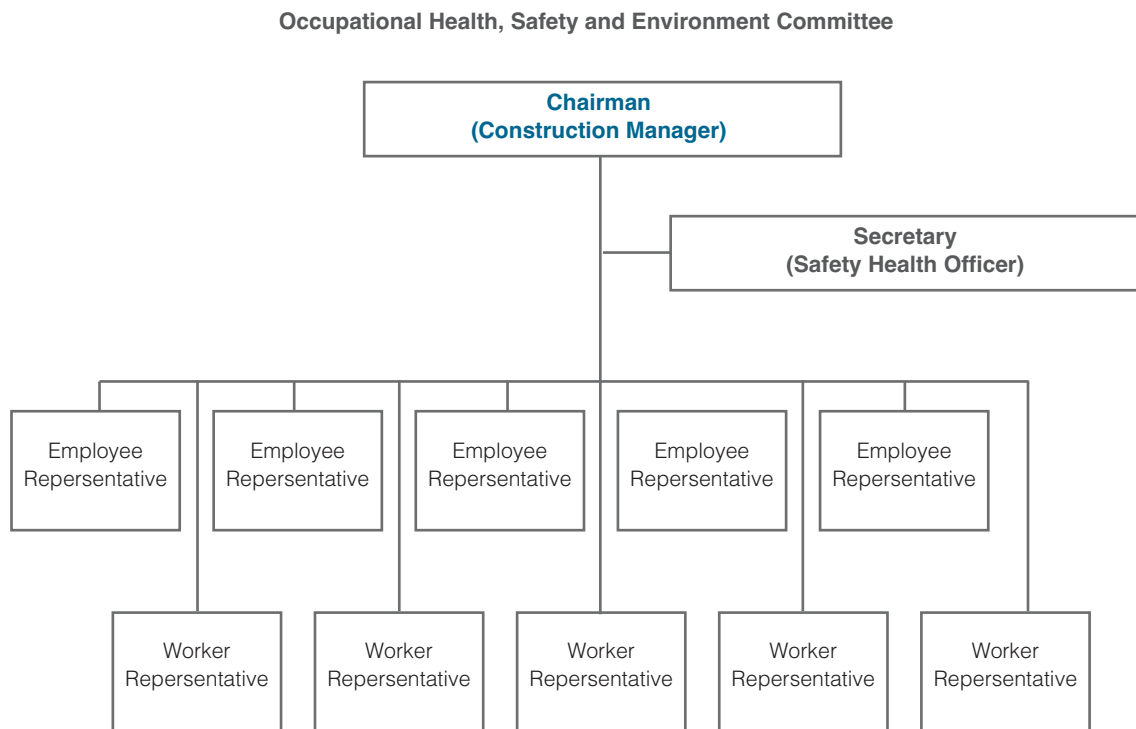 Occupational Health, Safety and Environment Committee
Chairman
(Construction Manager)
Secretary
(Safety Health Officer)
Employee
Repersentative
Employee
Repersentative
Employee
Repersentative
Employee
Repersentative
Employee
Repersentative
Worker
Repersentative
Worker
Repersentative
Worker
Repersentative
Worker
Repersentative
Worker
Repersentative